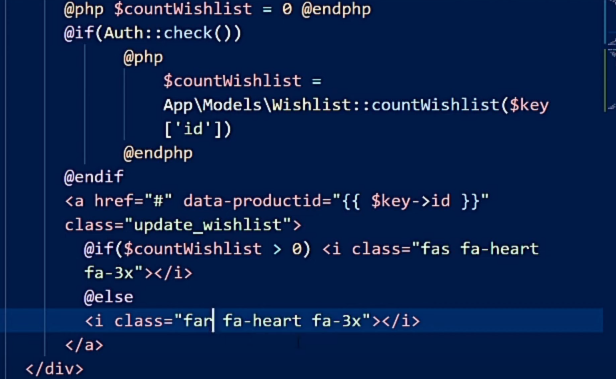 @php $countWishlist = 0 @endphp
@if(Auth::check())
@php
$countWishlist =
App\Models\Wishlist::countWishlist($key
['id'])
@endphp
@endif
<a href="#" data-productid="{{ $key->id }}"
class="update_wishlist">
@if($countWishlist > 0) <i class="fas fa-heart
fa-3x"></i>
@else
<i class="far fa-heart fa-3x"></i>
</a>
</div>